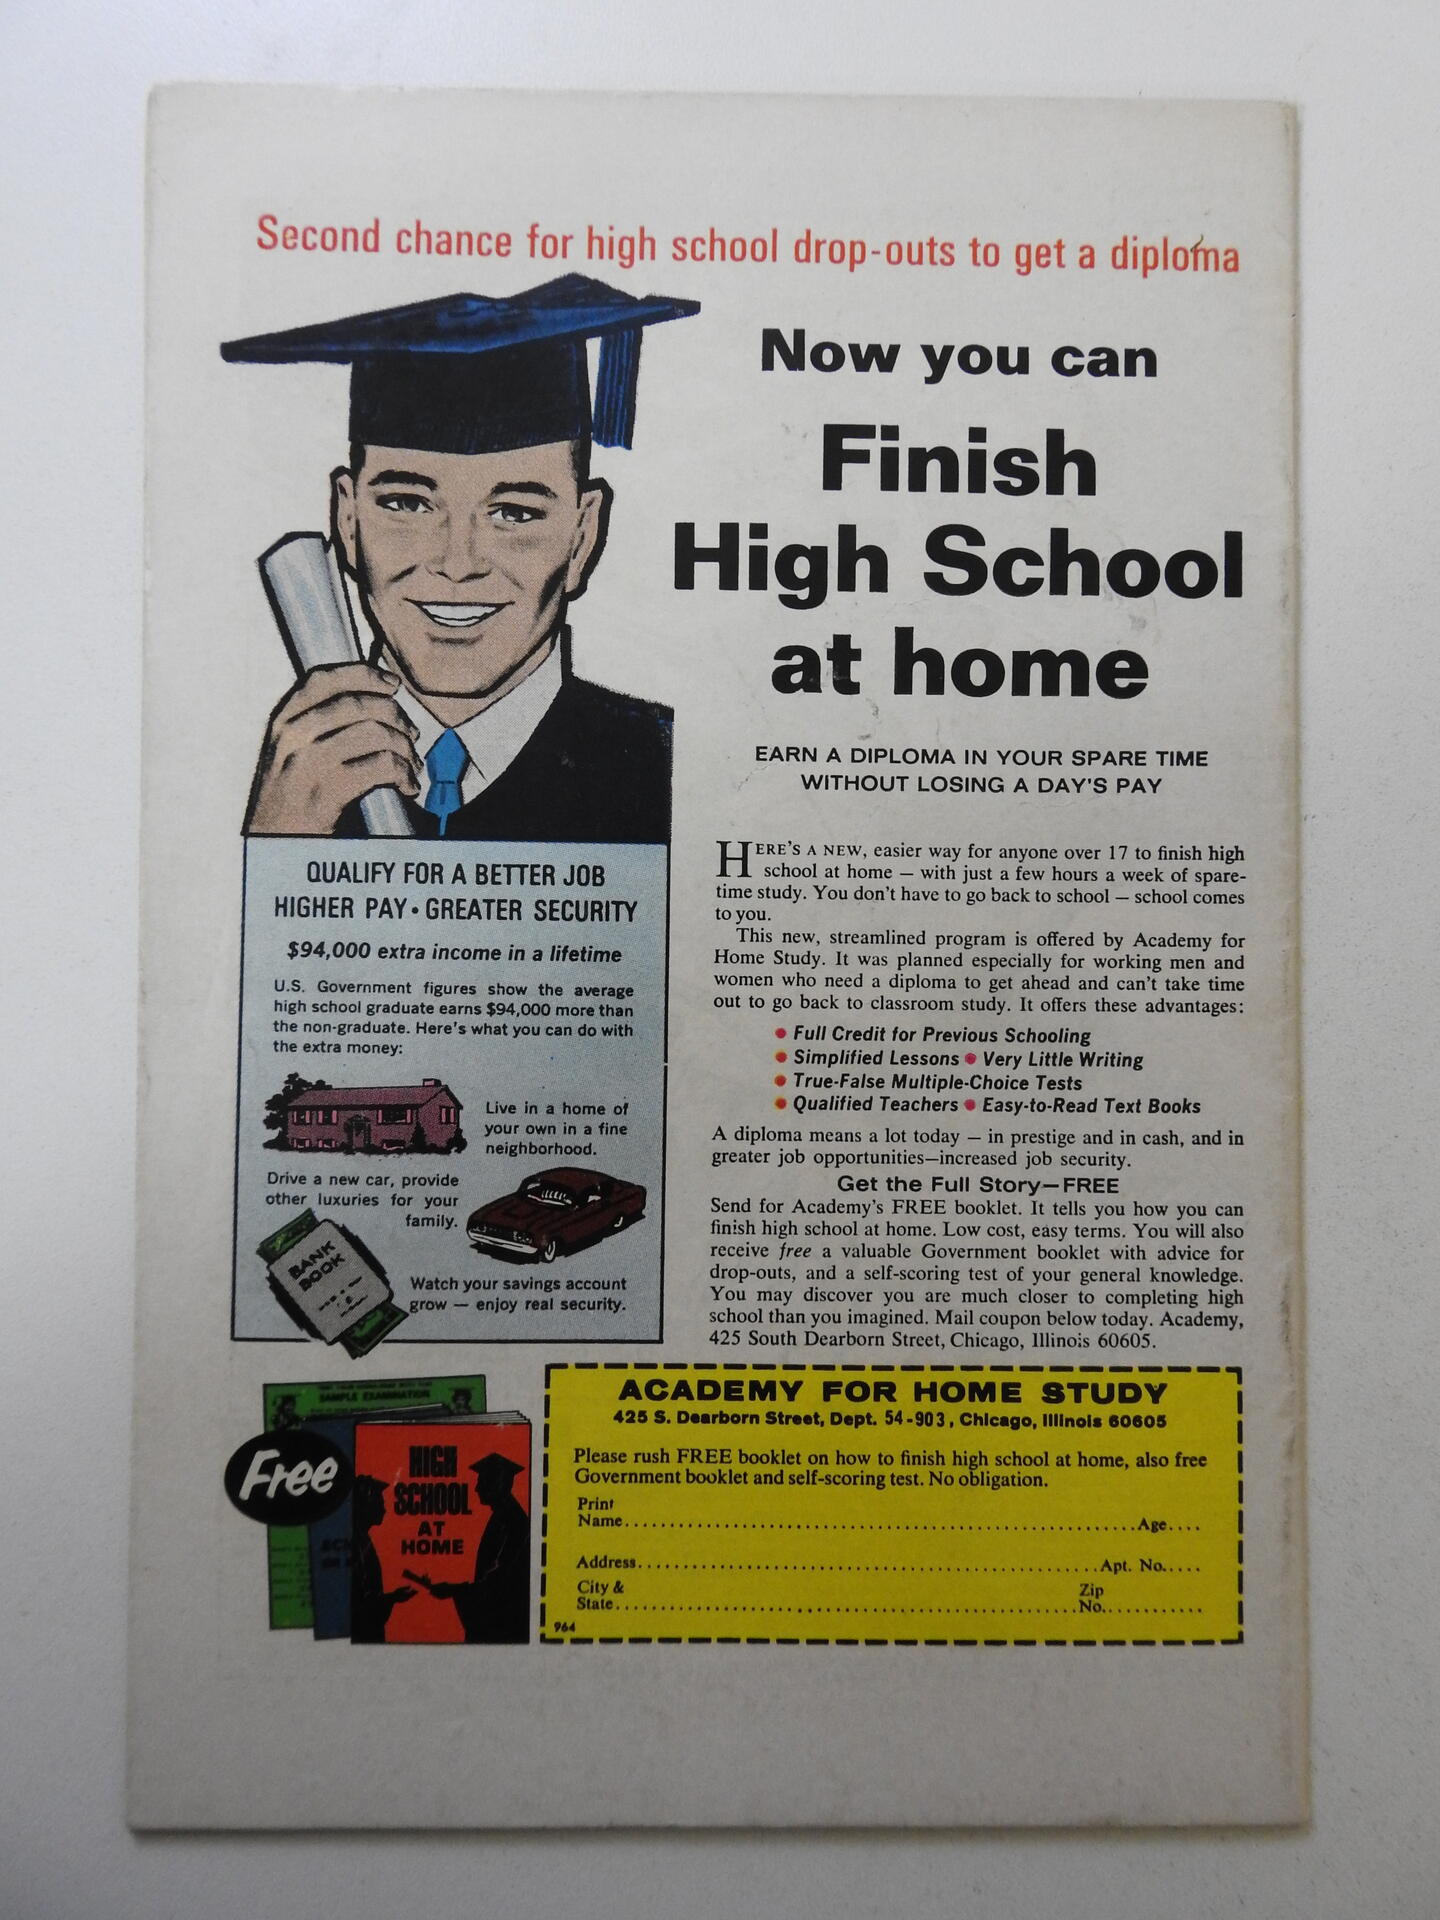 Second chance for high school drop-outs to get a diploma
Now you can
Finish
High School
at home
EARN A DIPLOMA IN YOUR SPARE TIME
WITHOUT LOSING A DAY'S PAY
QUALIFY FOR A BETTER JOB
HIGHER PAY • GREATER SECURITY
$94,000 extra income in a lifetime
U.S. Government figures show the average
high school graduate earns $94,000 more than
the non-graduate. Here's what you can do with
the extra money:
Live in a home of
your own in a fine
neighborhood.
Drive a new car, provide
other luxuries for your
family.
BANK
BOOK
Watch your savings account
grow — enjoy real security.
HERE'S A NEW, easier way for anyone over 17 to finish high
school at home — with just a few hours a week of spare-
time study. You don't have to go back to school — school comes
to you.
This new, streamlined program is offered by Academy for
Home Study. It was planned especially for working men and
women who need a diploma to get ahead and can't take time
out to go back to classroom study. It offers these advantages:
• Full Credit for Previous Schooling
• Simplified Lessons • Very Little Writing
• True-False Multiple-Choice Tests
• Qualified Teachers • Easy-to-Read Text Books
A diploma means a lot today — in prestige and in cash, and in
greater job opportunities—increased job security.
Get the Full Story—FREE
Send for Academy's FREE booklet. It tells you how you can
finish high school at home. Low cost, easy terms. You will also
receive free a valuable Government booklet with advice for
drop-outs, and a self-scoring test of your general knowledge.
You may discover you are much closer to completing high
school than you imagined. Mail coupon below today. Academy,
425 South Dearborn Street, Chicago, Illinois 60605.
SAMPLE EXAMINATION
Free
HIGH
SCHOOL
AT
HOME
ACADEMY FOR HOME STUDY
425 S. Dearborn Street, Dept. 54-903, Chicago, Illinois 60605
Please rush FREE booklet on how to finish high school at home, also free
Government booklet and self-scoring test. No obligation.
Print
Name..........Age....
Address..........Apt. No.....
City & Zip
State..........No..........
964